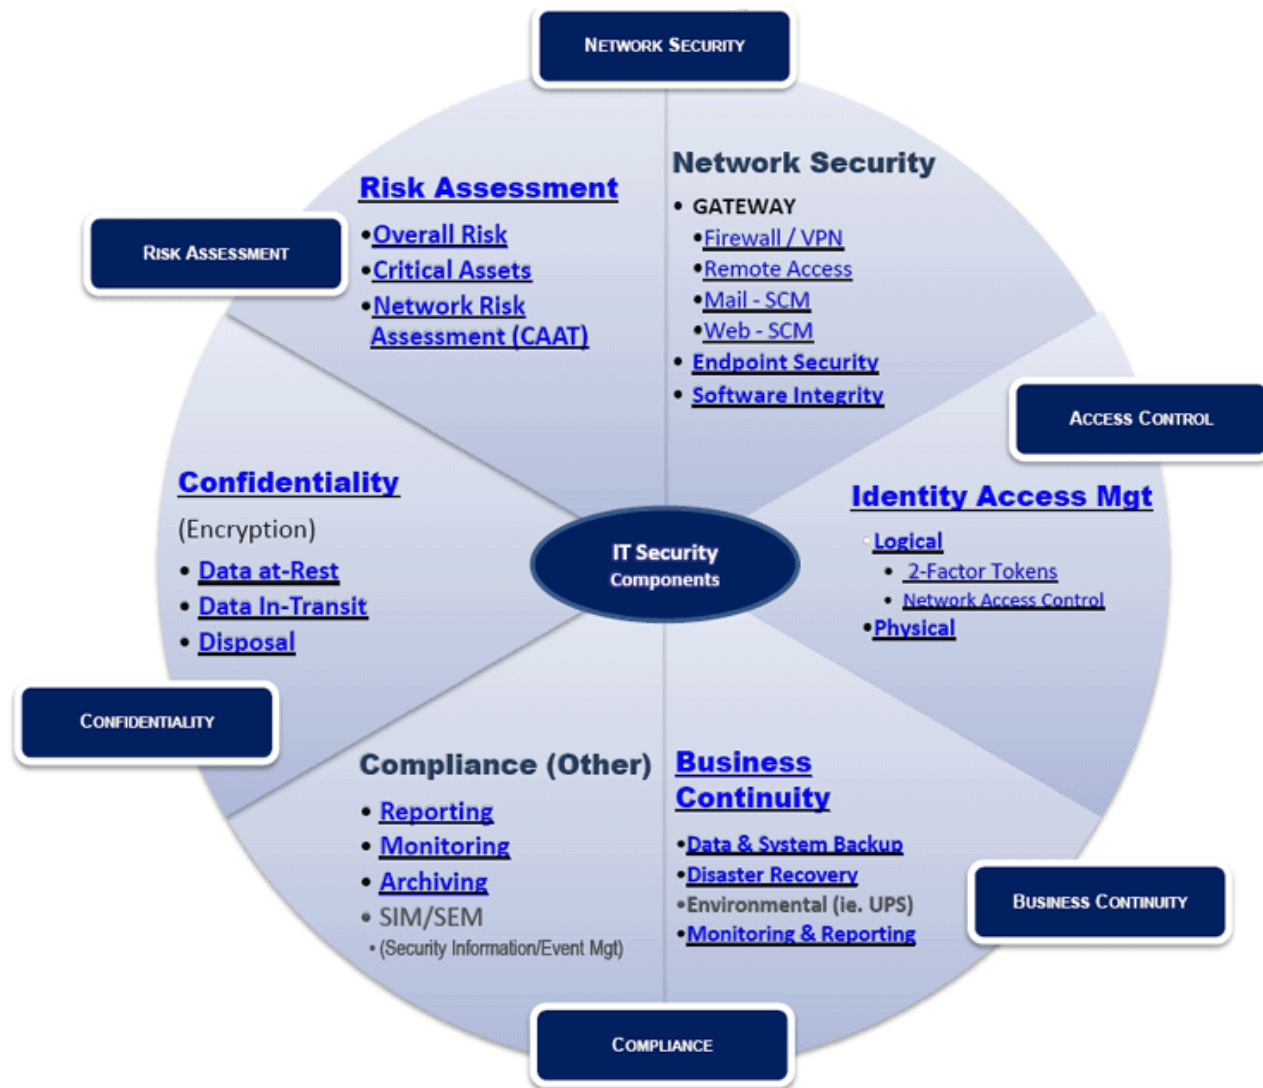 NETWORK SECURITY
Network Security
• GATEWAY
•Firewall / VPN
•Remote Access
•Mail - SCM
•Web - SCM
• Endpoint Security
• Software Integrity
ACCESS CONTROL
Identity Access Mgt
Logical
• 2-Factor Tokens
• Network Access Control
•Physical
BUSINESS CONTINUITY
Business
Continuity
•Data & System Backup
•Disaster Recovery
•Environmental (ie. UPS)
•Monitoring & Reporting
COMPLIANCE
Compliance (Other)
• Reporting
• Monitoring
• Archiving
• SIM/SEM
• (Security Information/Event Mgt)
CONFIDENTIALITY
Confidentiality
(Encryption)
• Data at-Rest
• Data In-Transit
• Disposal
RISK ASSESSMENT
Risk Assessment
•Overall Risk
•Critical Assets
•Network Risk
Assessment (CAAT)
IT Security
Components